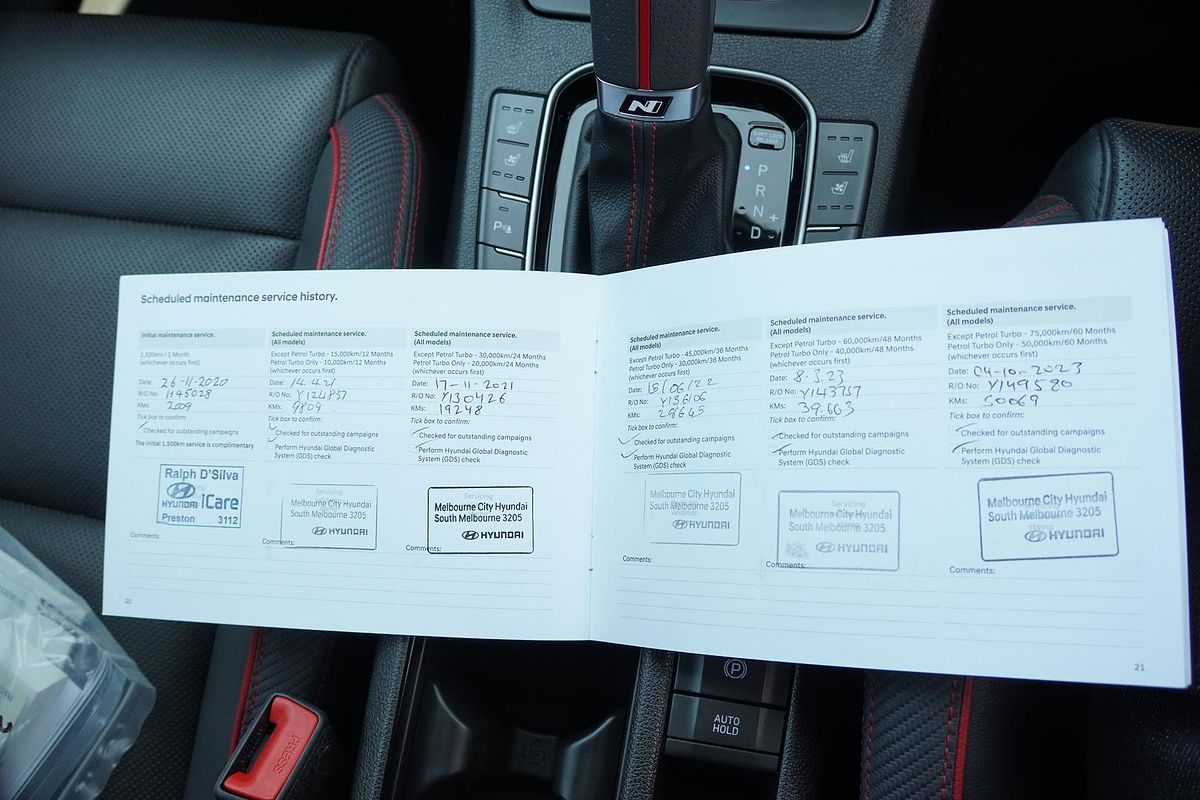 N
SHIFT LOCK
RELEASE
P
R
N
D
+
P
Scheduled maintenance service history.
Initial maintenance service.
1,500km / 1 Month
(whichever occurs first)
Date: 26-11-2020
R/O No: H45028
KMs: 2009
Tick box to confirm:
Checked for outstanding campaigns
The initial 1,500km service is complimentary
Ralph D'Silva
HYUNDAI iCare
Preston 3112
Comments:
20
Scheduled maintenance service.
(All models)
Except Petrol Turbo - 15,000km/12 Months
Petrol Turbo Only - 10,000km/12 Months
(whichever occurs first)
Date: 14.4.21
R/O No: Y124837
KMs: 9809
Tick box to confirm:
Checked for outstanding campaigns
Perform Hyundai Global Diagnostic
System (GDS) check
Servicing
Melbourne City Hyundai
South Melbourne 3205
HYUNDAI
Comments:
Scheduled maintenance service.
(All models)
Except Petrol Turbo - 30,000km/24 Months
Petrol Turbo Only - 20,000km/24 Months
(whichever occurs first)
Date: 17-11-2021
R/O No: Y130426
KMs: 19248
Tick box to confirm:
Checked for outstanding campaigns
Perform Hyundai Global Diagnostic
System (GDS) check
Melbourne City Hyundai
South Melbourne 3205
HYUNDAI
Comments:
Scheduled maintenance service.
(All models)
Except Petrol Turbo - 45,000km/36 Months
Petrol Turbo Only - 30,000km/36 Months
(whichever occurs first)
Date: 15/06/22
R/O No: Y136106
KMs: 28645
Tick box to confirm:
Checked for outstanding campaigns
Perform Hyundai Global Diagnostic
System (GDS) check
Melbourne City Hyundai
South Melbourne 3205
validation
HYUNDAI
Comments:
Scheduled maintenance service.
(All models)
Except Petrol Turbo - 60,000km/48 Months
Petrol Turbo Only - 40,000km/48 Months
(whichever occurs first)
Date: 8.3.23
R/O No: Y143757
KMs: 39.663
Tick box to confirm:
Checked for outstanding campaigns
Perform Hyundai Global Diagnostic
System (GDS) check
Servicing
Melbourne City Hyundai
South Melbourne 3205
HYUNDAI
Comments:
Scheduled maintenance service.
(All models)
Except Petrol Turbo - 75,000km/60 Months
Petrol Turbo Only - 50,000km/60 Months
(whichever occurs first)
Date: 04-10-2023
R/O No: Y149580
KMs: 50069
Tick box to confirm:
Checked for outstanding campaigns
Perform Hyundai Global Diagnostic
System (GDS) check
Melbourne City Hyundai
South Melbourne 3205
stamp
HYUNDAI
Comments:
21
P
AUTO
HOLD
PRESS